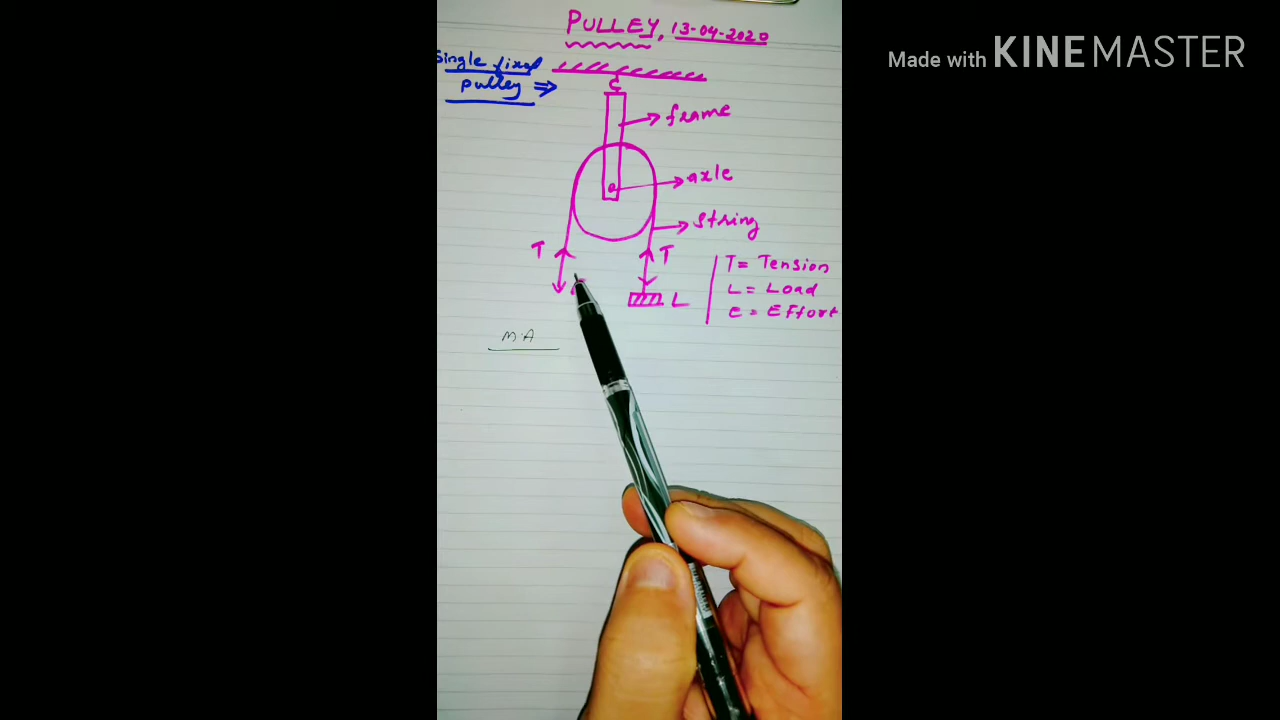 PULLEY, 13-04-2020
Single fixed
pulley ⇒
frame
axle
string
T
T
T = Tension
L = Load
E = Effort
L
M.A
Made with KINEMASTER